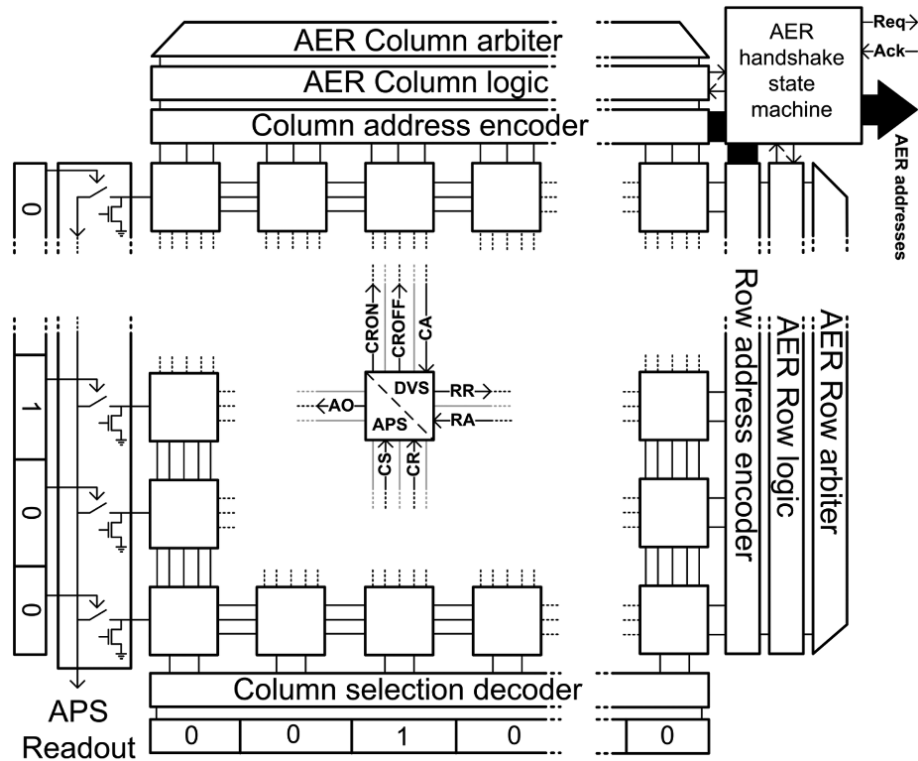 AER Column arbiter
AER Column logic
Column address encoder
AER
handshake
state
machine
Req
Ack
AER addresses
0
CRON
CROFF
CA
DVS
APS
AO
RR
RA
CS
CR
1
0
0
Row address encoder
AER Row logic
AER Row arbiter
Column selection decoder
0
0
1
0
0
APS
Readout